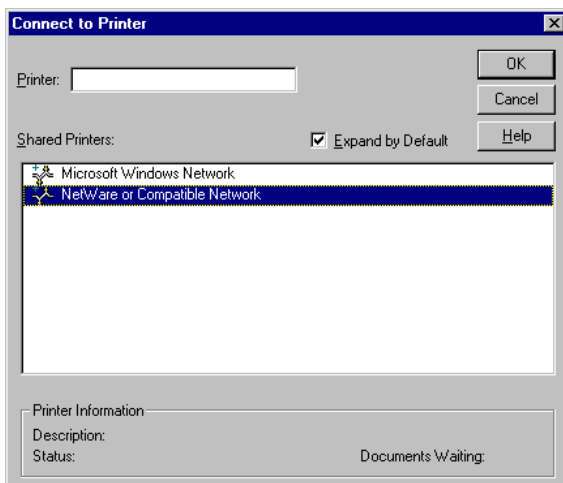 Connect to Printer
Printer:
OK
Cancel
Help
Shared Printers:
Expand by Default
Microsoft Windows Network
NetWare or Compatible Network
Printer Information
Description:
Status:
Documents Waiting: